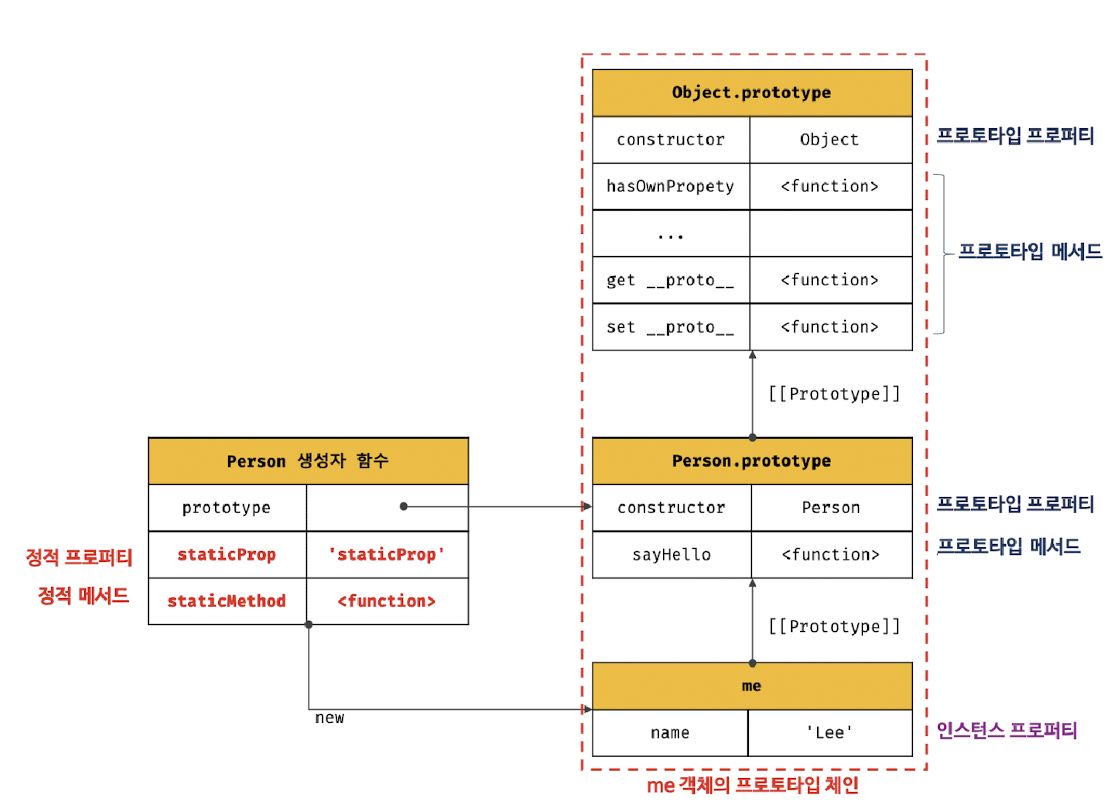 Object.prototype
constructor Object
프로토타입 프로퍼티
hasOwnPropety <function>
...
프로토타입 메서드
get __proto__ <function>
set __proto__ <function>
[[Prototype]]
Person 생성자 함수
Person.prototype
prototype
constructor Person
프로토타입 프로퍼티
정적 프로퍼티
staticProp 'staticProp'
sayHello <function>
프로토타입 메서드
정적 메서드
staticMethod <function>
[[Prototype]]
me
new
name 'Lee'
인스턴스 프로퍼티
me 객체의 프로토타입 체인